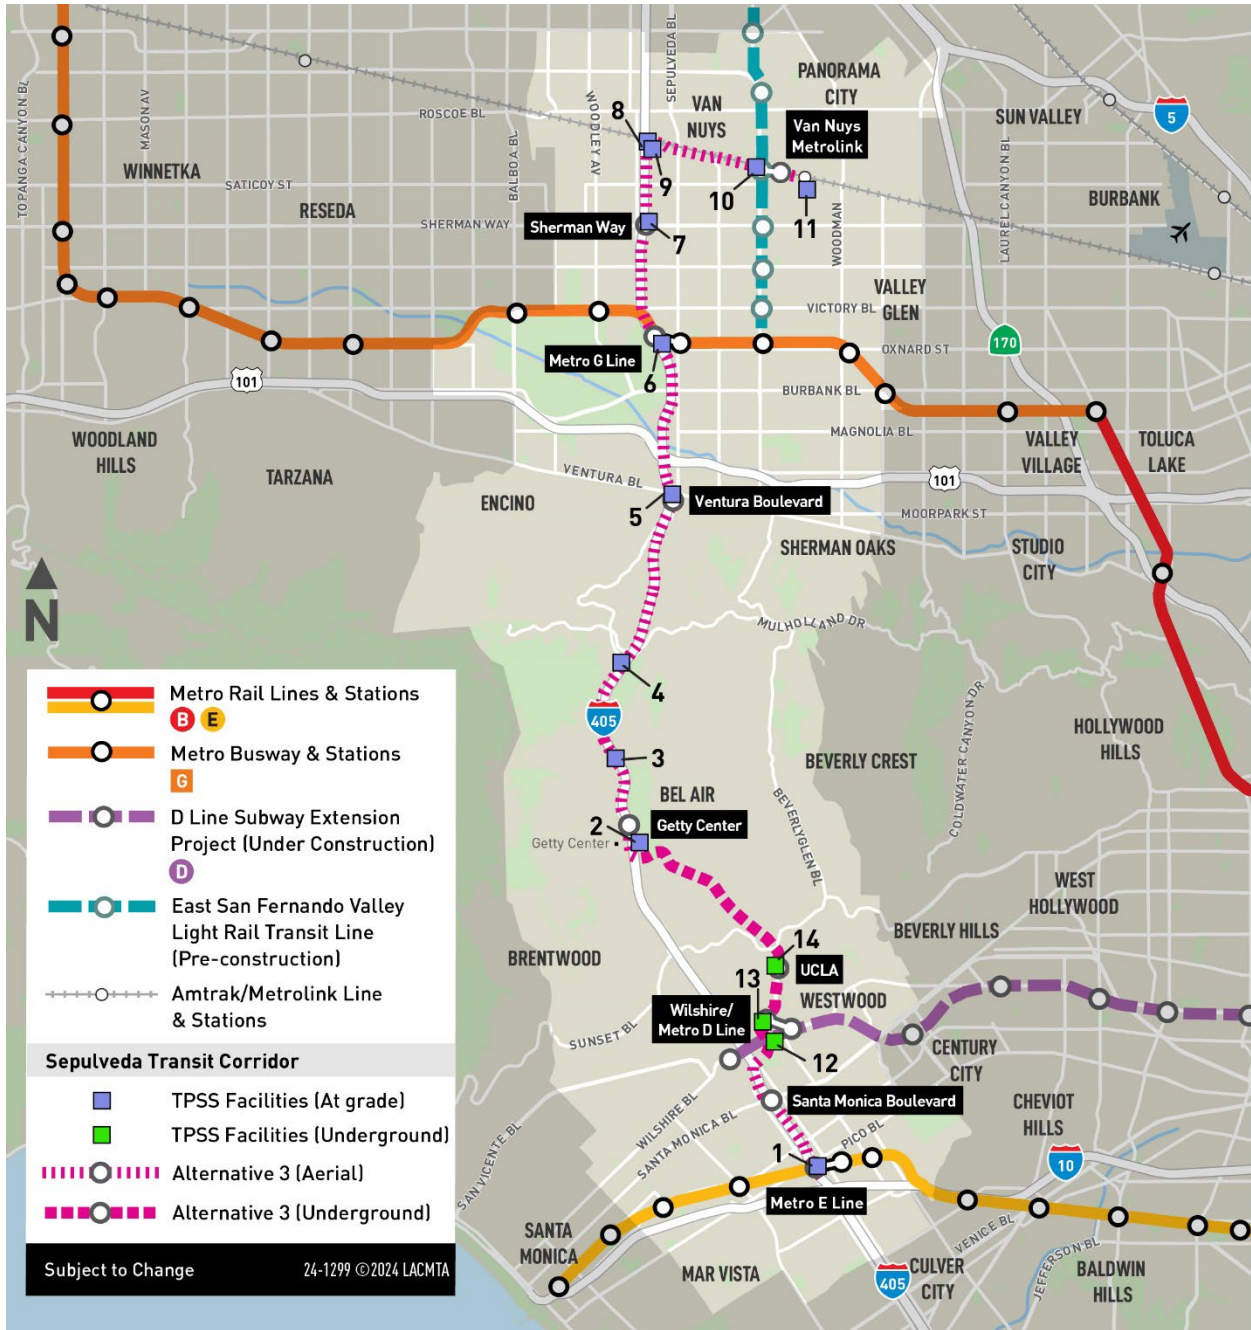 SEPULVEDA BL
PANORAMA
CITY
TOPANGA CANYON BL
MASON AV
WOODLEY AV
VAN
NUYS
ROSCOE BL
BALBOA BL
8
Van Nuys
Metrolink
SUN VALLEY
5
LAUREL CANYON BL
WINNETKA
SATICOY ST
RESEDA
9
10
11
BURBANK
SHERMAN WAY
Sherman Way
7
WOODMAN
VALLEY
GLEN
VICTORY BL
Metro G Line
6
OXNARD ST
170
101
BURBANK BL
WOODLAND
HILLS
MAGNOLIA BL
VALLEY
VILLAGE
TOLUCA
LAKE
TARZANA
VENTURA BL
ENCINO
5
Ventura Boulevard
101
MOORPARK ST
SHERMAN OAKS
STUDIO
CITY
N
MULHOLLAND DR
4
405
COLDWATER CANYON DR
HOLLYWOOD
HILLS
3
BEVERLY CREST
BEL AIR
BEVERLYGLEN BL
2
Getty Center
Getty Center
WEST
HOLLYWOOD
BEVERLY HILLS
BRENTWOOD
14
UCLA
13
WESTWOOD
Wilshire/
Metro D Line
SUNSET BL
12
CENTURY
CITY
Santa Monica Boulevard
CHEVIOT
HILLS
WILSHIRE BL
SANTA MONICA BL
SAN VICENTE BL
PICO BL
1
10
Metro E Line
SANTA
MONICA
VENICE BL
JEFFERSON BL
MAR VISTA
405
CULVER
CITY
BALDWIN
HILLS
Metro Rail Lines & Stations
B E
Metro Busway & Stations
G
D Line Subway Extension
Project (Under Construction)
D
East San Fernando Valley
Light Rail Transit Line
(Pre-construction)
Amtrak/Metrolink Line
& Stations
Sepulveda Transit Corridor
TPSS Facilities (At grade)
TPSS Facilities (Underground)
Alternative 3 (Aerial)
Alternative 3 (Underground)
Subject to Change
24-1299 ©2024 LACMTA